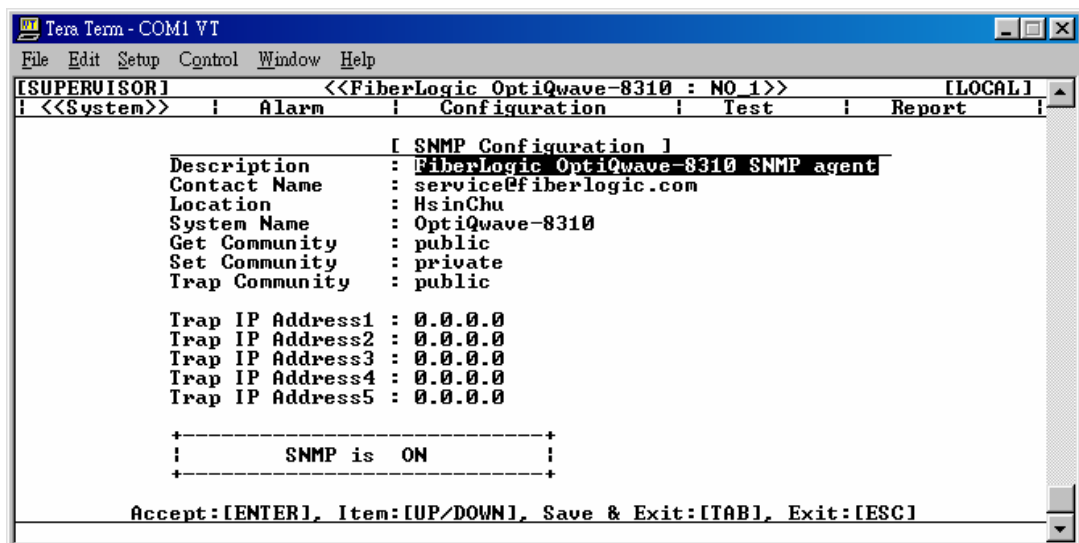 Tera Term - COM1 VT
File Edit Setup Control Window Help
[SUPERVISOR] <<FiberLogic OptiQwave-8310 : NO_1>> [LOCAL]
| <<System>> | Alarm | Configuration | Test | Report |
[ SNMP Configuration ]
Description : FiberLogic OptiQwave-8310 SNMP agent
Contact Name : service@fiberlogic.com
Location : HsinChu
System Name : OptiQwave-8310
Get Community : public
Set Community : private
Trap Community : public
Trap IP Address1 : 0.0.0.0
Trap IP Address2 : 0.0.0.0
Trap IP Address3 : 0.0.0.0
Trap IP Address4 : 0.0.0.0
Trap IP Address5 : 0.0.0.0
+-----------------------------+
| SNMP is ON |
+-----------------------------+
Accept:[ENTER], Item:[UP/DOWN], Save & Exit:[TAB], Exit:[ESC]